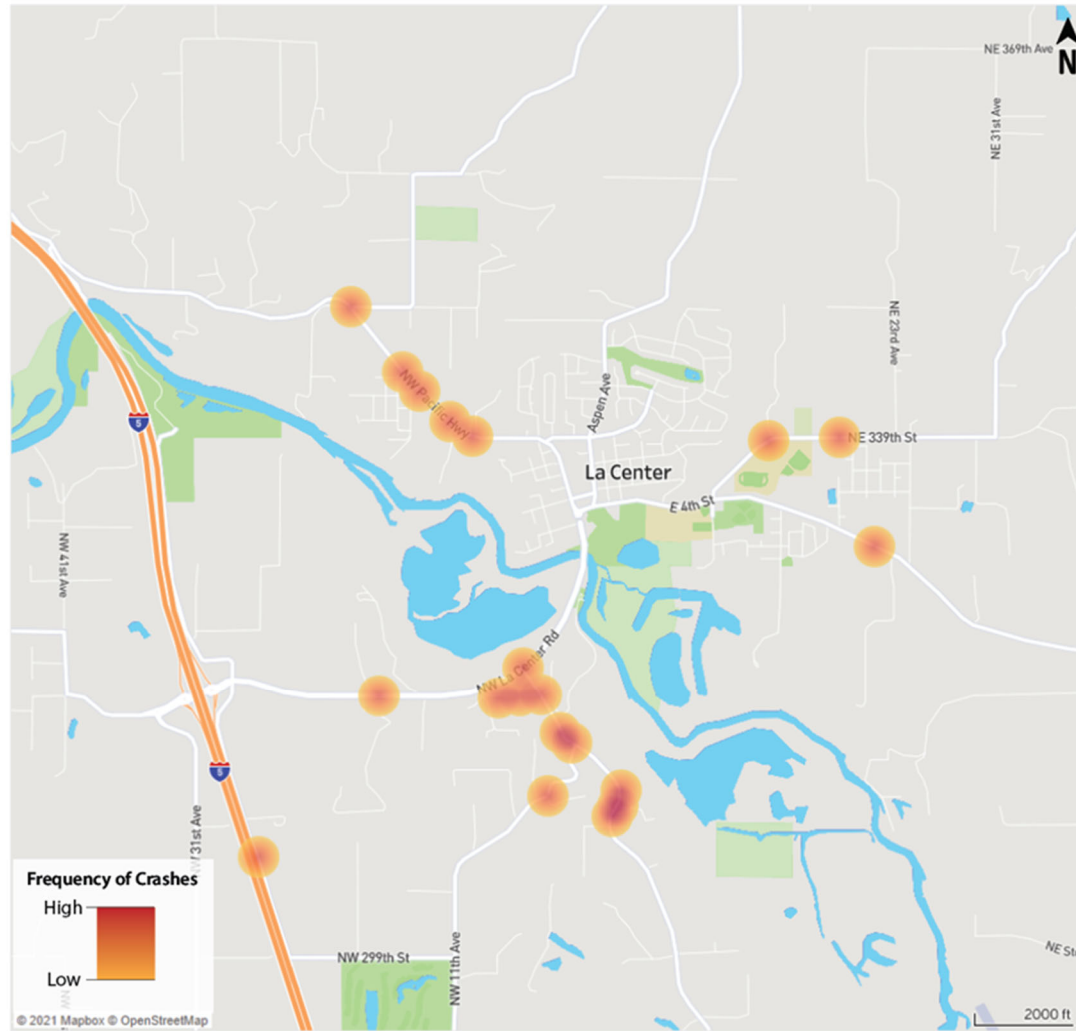 N
NE 369th Ave
NE 31st Ave
NE 23rd Ave
NW Pacific Hwy
Aspen Ave
NE 339th St
La Center
E 4th St
5
NW 41st Ave
NW La Center Rd
5
31st Ave
Frequency of Crashes
High
Low
NW 299th St
NW 11th Ave
NW
NE St
2000 ft
© 2021 Mapbox © OpenStreetMap